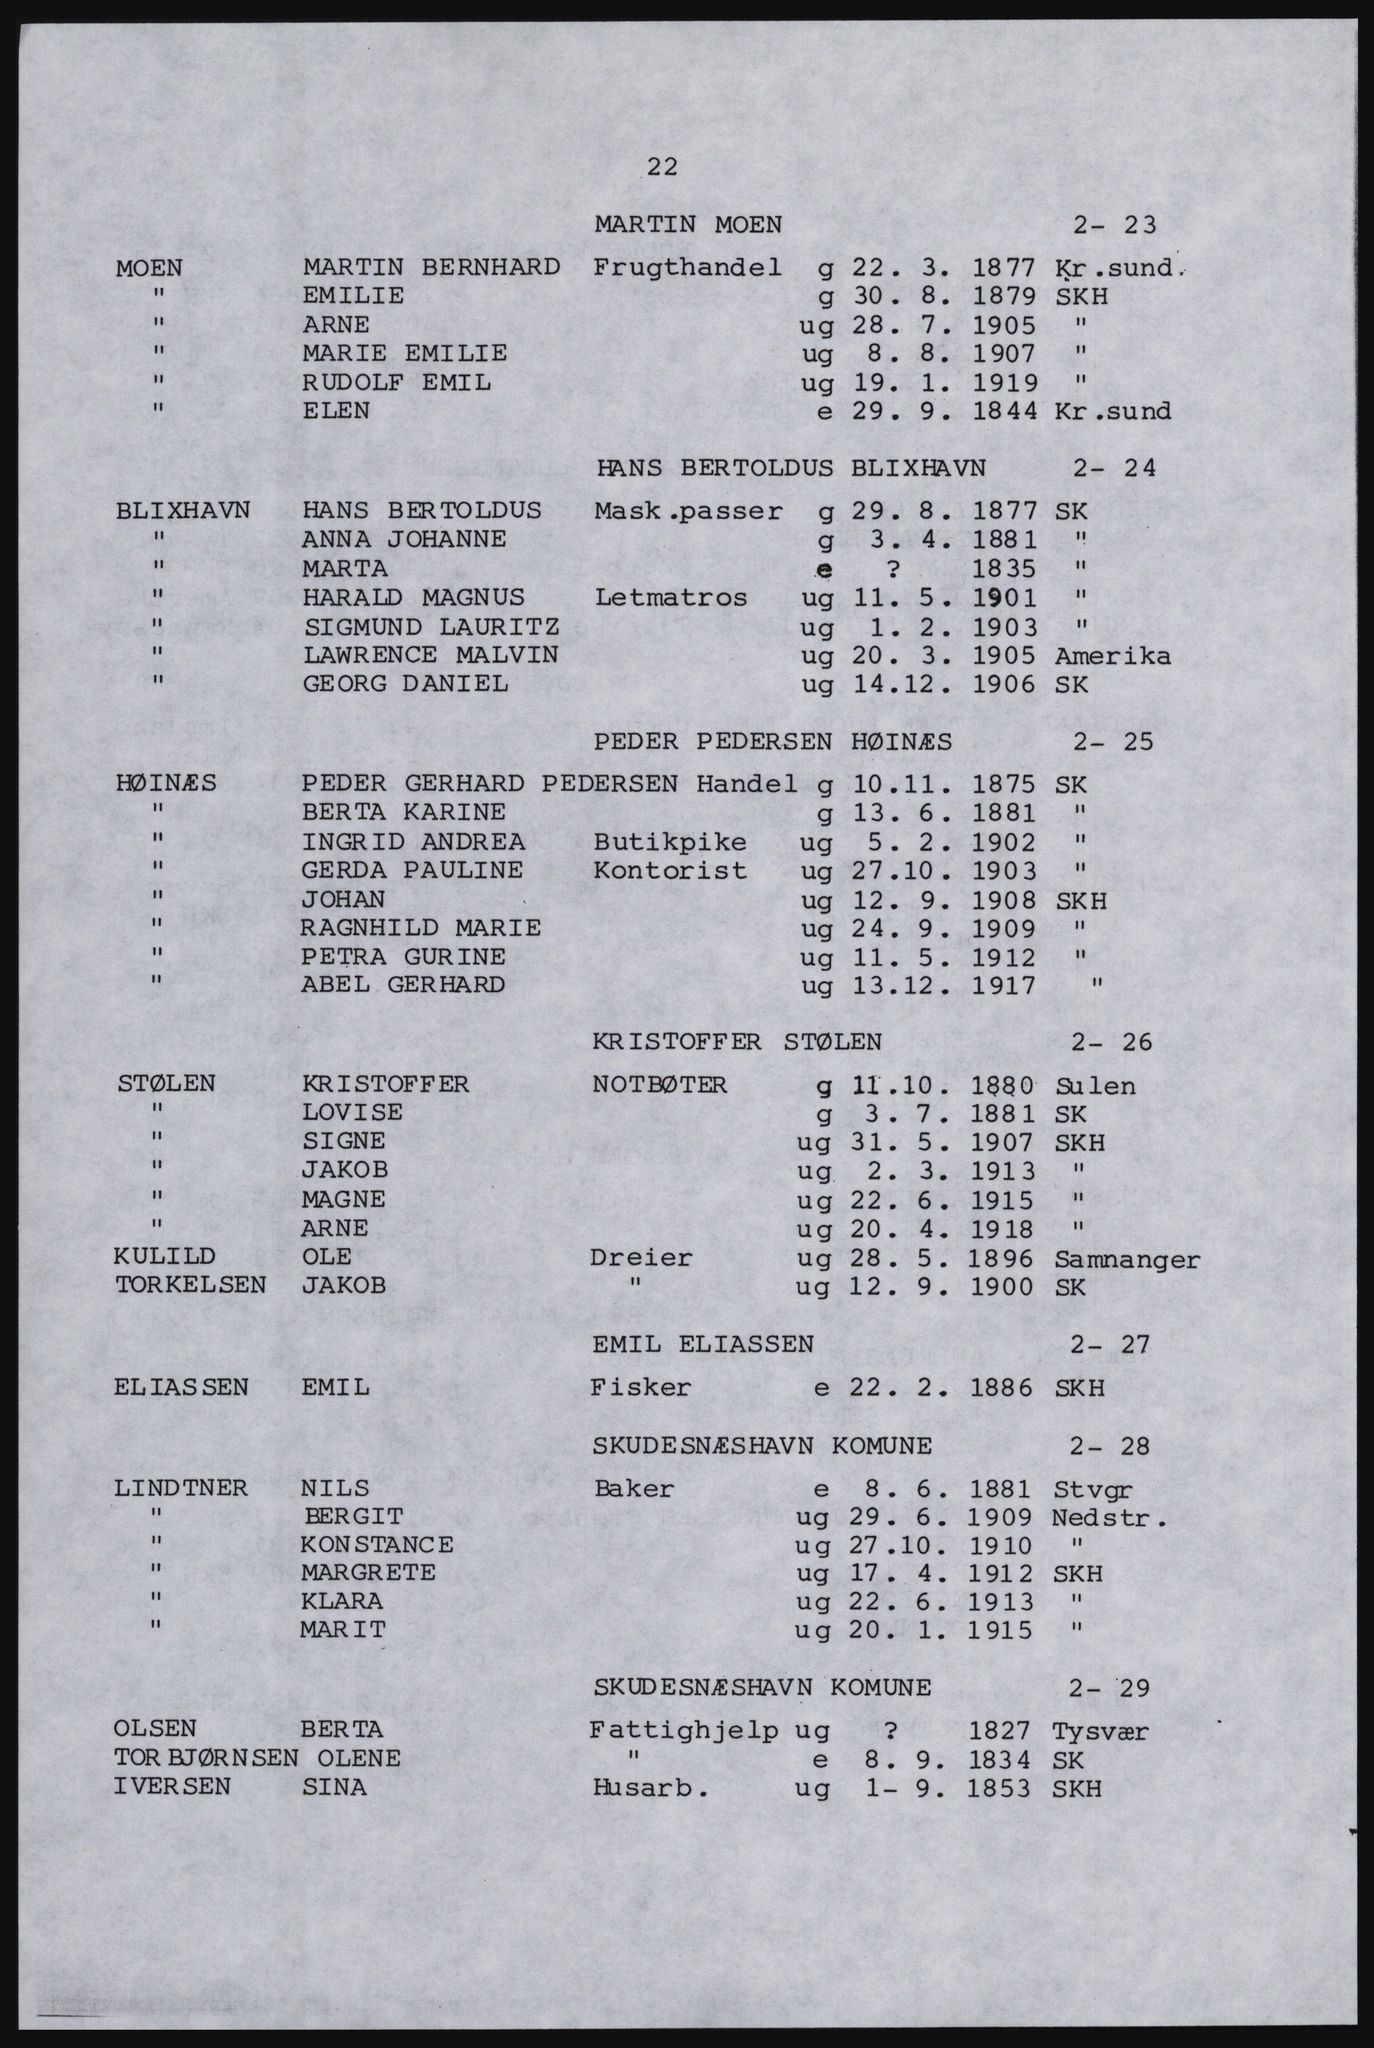 22
MARTIN MOEN 2- 23
MOEN MARTIN BERNHARD Frugthandel g 22. 3. 1877 Kr.sund.
" EMILIE g 30. 8. 1879 SKH
" ARNE ug 28. 7. 1905 "
" MARIE EMILIE ug 8. 8. 1907 "
" RUDOLF EMIL ug 19. 1. 1919 "
" ELEN e 29. 9. 1844 Kr.sund
HANS BERTOLDUS BLIXHAVN 2- 24
BLIXHAVN HANS BERTOLDUS Mask.passer g 29. 8. 1877 SK
" ANNA JOHANNE g 3. 4. 1881 "
" MARTA e ? 1835 "
" HARALD MAGNUS Letmatros ug 11. 5. 1901 "
" SIGMUND LAURITZ ug 1. 2. 1903 "
" LAWRENCE MALVIN ug 20. 3. 1905 Amerika
" GEORG DANIEL ug 14.12. 1906 SK
PEDER PEDERSEN HØINÆS 2- 25
HØINÆS PEDER GERHARD PEDERSEN Handel g 10.11. 1875 SK
" BERTA KARINE g 13. 6. 1881 "
" INGRID ANDREA Butikpike ug 5. 2. 1902 "
" GERDA PAULINE Kontorist ug 27.10. 1903 "
" JOHAN ug 12. 9. 1908 SKH
" RAGNHILD MARIE ug 24. 9. 1909 "
" PETRA GURINE ug 11. 5. 1912 "
" ABEL GERHARD ug 13.12. 1917 "
KRISTOFFER STØLEN 2- 26
STØLEN KRISTOFFER NOTBØTER g 11.10. 1880 Sulen
" LOVISE g 3. 7. 1881 SK
" SIGNE ug 31. 5. 1907 SKH
" JAKOB ug 2. 3. 1913 "
" MAGNE ug 22. 6. 1915 "
" ARNE ug 20. 4. 1918 "
KULILD OLE Dreier ug 28. 5. 1896 Samnanger
TORKELSEN JAKOB " ug 12. 9. 1900 SK
EMIL ELIASSEN 2- 27
ELIASSEN EMIL Fisker e 22. 2. 1886 SKH
SKUDESNÆSHAVN KOMUNE 2- 28
LINDTNER NILS Baker e 8. 6. 1881 Stvgr
" BERGIT ug 29. 6. 1909 Nedstr.
" KONSTANCE ug 27.10. 1910 "
" MARGRETE ug 17. 4. 1912 SKH
" KLARA ug 22. 6. 1913 "
" MARIT ug 20. 1. 1915 "
SKUDESNÆSHAVN KOMUNE 2- 29
OLSEN BERTA Fattighjelp ug ? 1827 Tysvær
TORBJØRNSEN OLENE " e 8. 9. 1834 SK
IVERSEN SINA Husarb. ug 1- 9. 1853 SKH